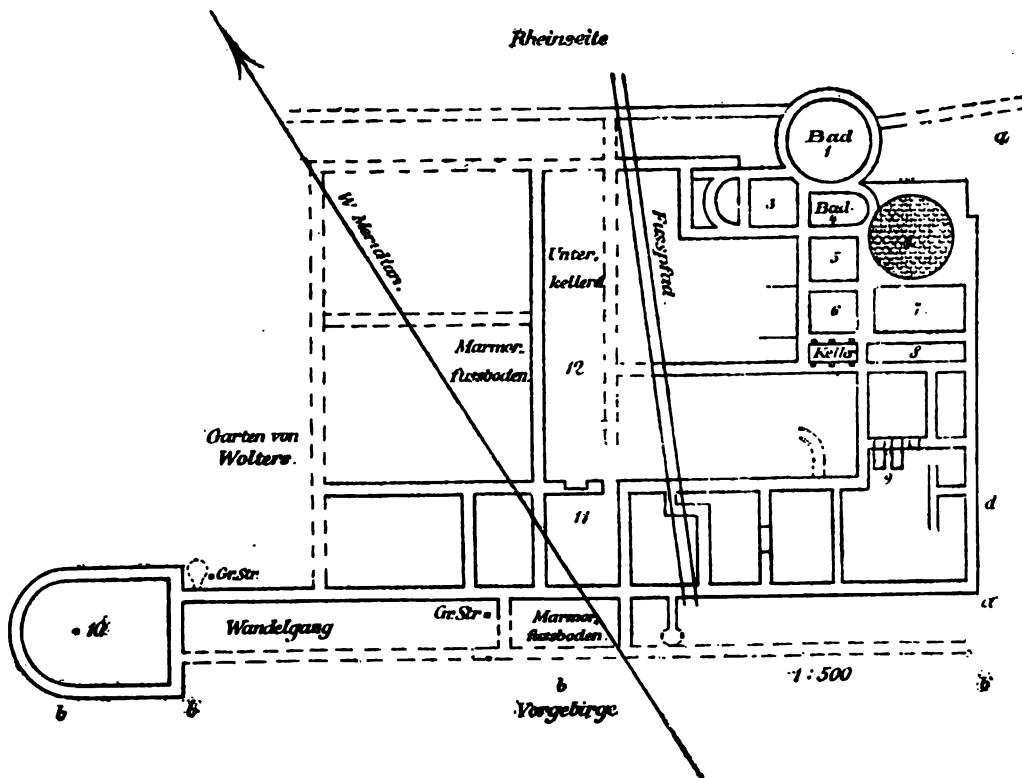 Rheinseite
Bad
1
a
W Meridian.
3
Bad
Fusspfad.
Unter-
kellert
5
6
7
Marmor-
fussboden.
12
Keller
8
Garten von
Wolters.
9
11
d
Gr.Str.
Gr.Str
Wandelgang
Marmor,
fussboden
10
1:500
b
b
b
b
Vorgebirge